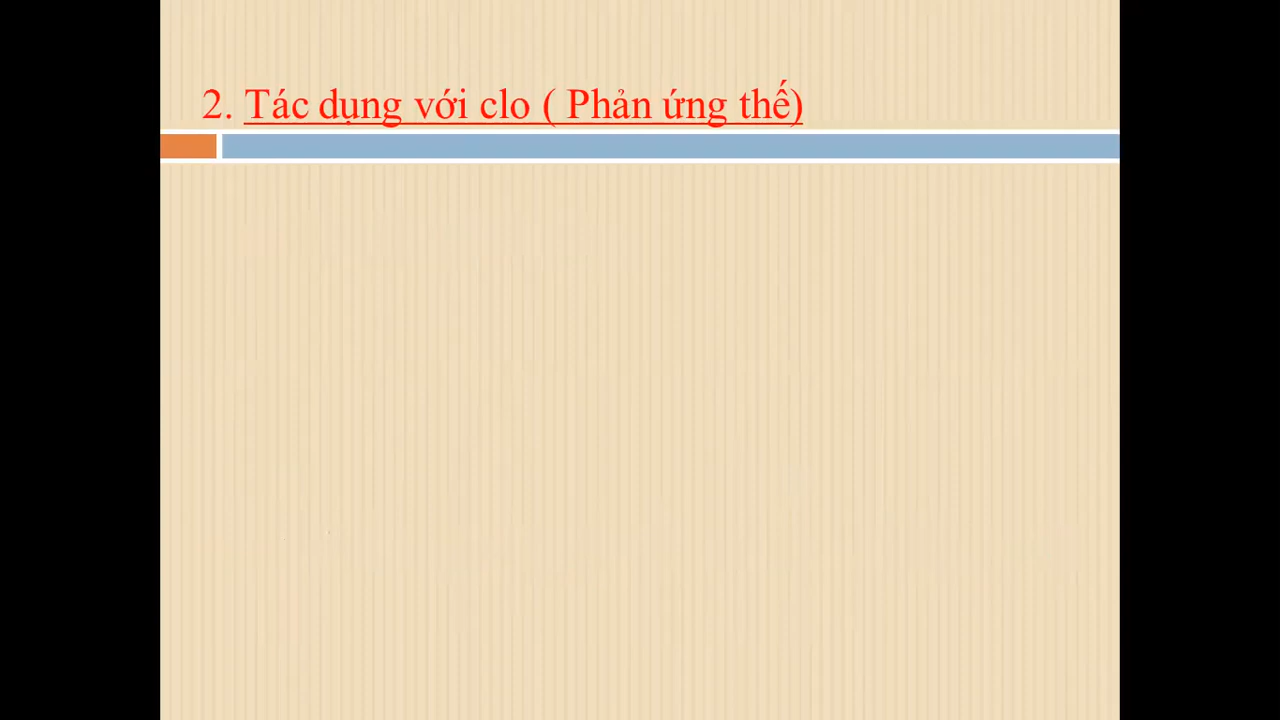 2. Tác dụng với clo ( Phản ứng thế)